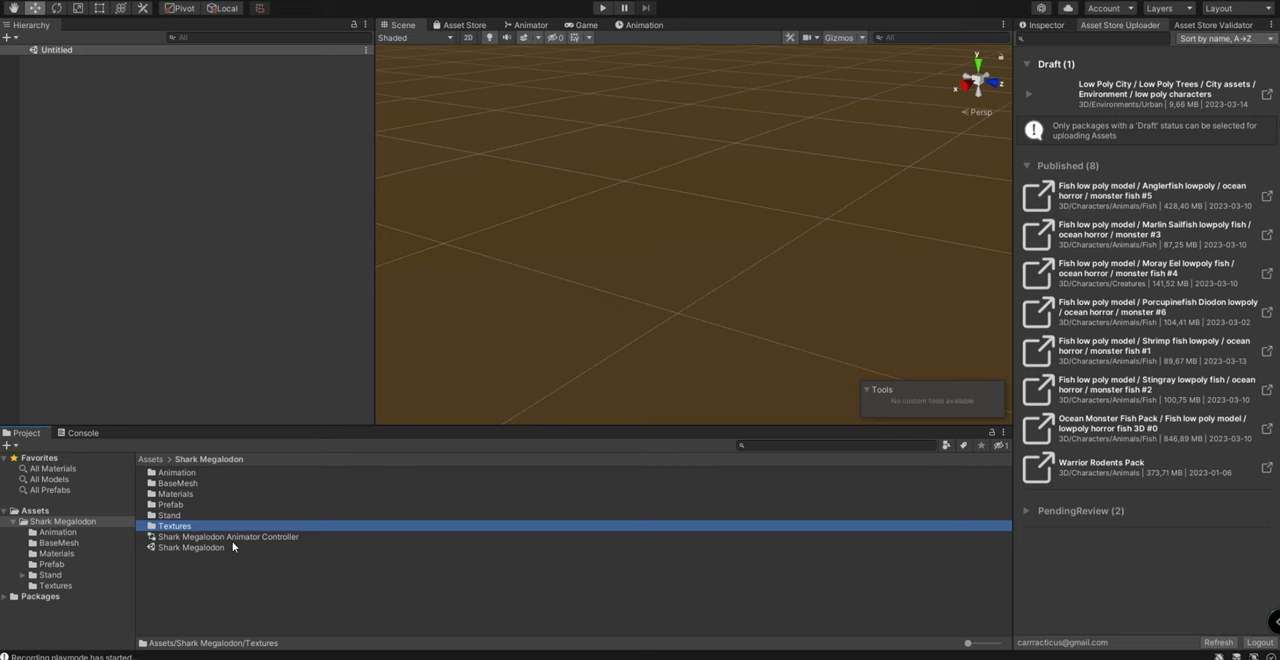 Pivot Local Account Layers Layout
Hierarchy
All
Untitled
Scene Asset Store Animator Game Animation
Shaded 2D 0 Gizmos All
y
x z
Persp
Tools
No custom tools available
Inspector Asset Store Uploader Asset Store Validator
Sort by name, A→Z
Draft (1)
Low Poly City / Low Poly Trees / City assets /
Environment / low poly characters
3D/Environments/Urban | 9,66 MB | 2023-03-14
Only packages with a 'Draft' status can be selected for
uploading Assets
Published (8)
Fish low poly model / Anglerfish lowpoly / ocean
horror / monster fish #5
3D/Characters/Animals/Fish | 428,40 MB | 2023-03-10
Fish low poly model / Marlin Sailfish lowpoly fish /
ocean horror / monster #3
3D/Characters/Animals/Fish | 87,25 MB | 2023-03-10
Fish low poly model / Moray Eel lowpoly fish /
ocean horror / monster fish #4
3D/Characters/Creatures | 141,52 MB | 2023-03-10
Fish low poly model / Porcupinefish Diodon lowpoly
/ ocean horror / monster #6
3D/Characters/Animals/Fish | 104,41 MB | 2023-03-02
Fish low poly model / Shrimp fish lowpoly / ocean
horror / monster fish #1
3D/Characters/Animals/Fish | 89,67 MB | 2023-03-13
Fish low poly model / Stingray lowpoly fish / ocean
horror / monster fish #2
3D/Characters/Animals/Fish | 100,75 MB | 2023-03-10
Ocean Monster Fish Pack / Fish low poly model /
lowpoly horror fish 3D #0
3D/Characters/Animals/Fish | 846,89 MB | 2023-03-10
Warrior Rodents Pack
3D/Characters/Animals | 373,71 MB | 2023-01-06
PendingReview (2)
carrracticus@gmail.com Refresh Logout
Project Console
1
Favorites
All Materials
All Models
All Prefabs
Assets
Shark Megalodon
Animation
BaseMesh
Materials
Prefab
Stand
Textures
Packages
Assets > Shark Megalodon
Animation
BaseMesh
Materials
Prefab
Stand
Textures
Shark Megalodon Animator Controller
Shark Megalodon
Assets/Shark Megalodon/Textures
Recording playmode has started...